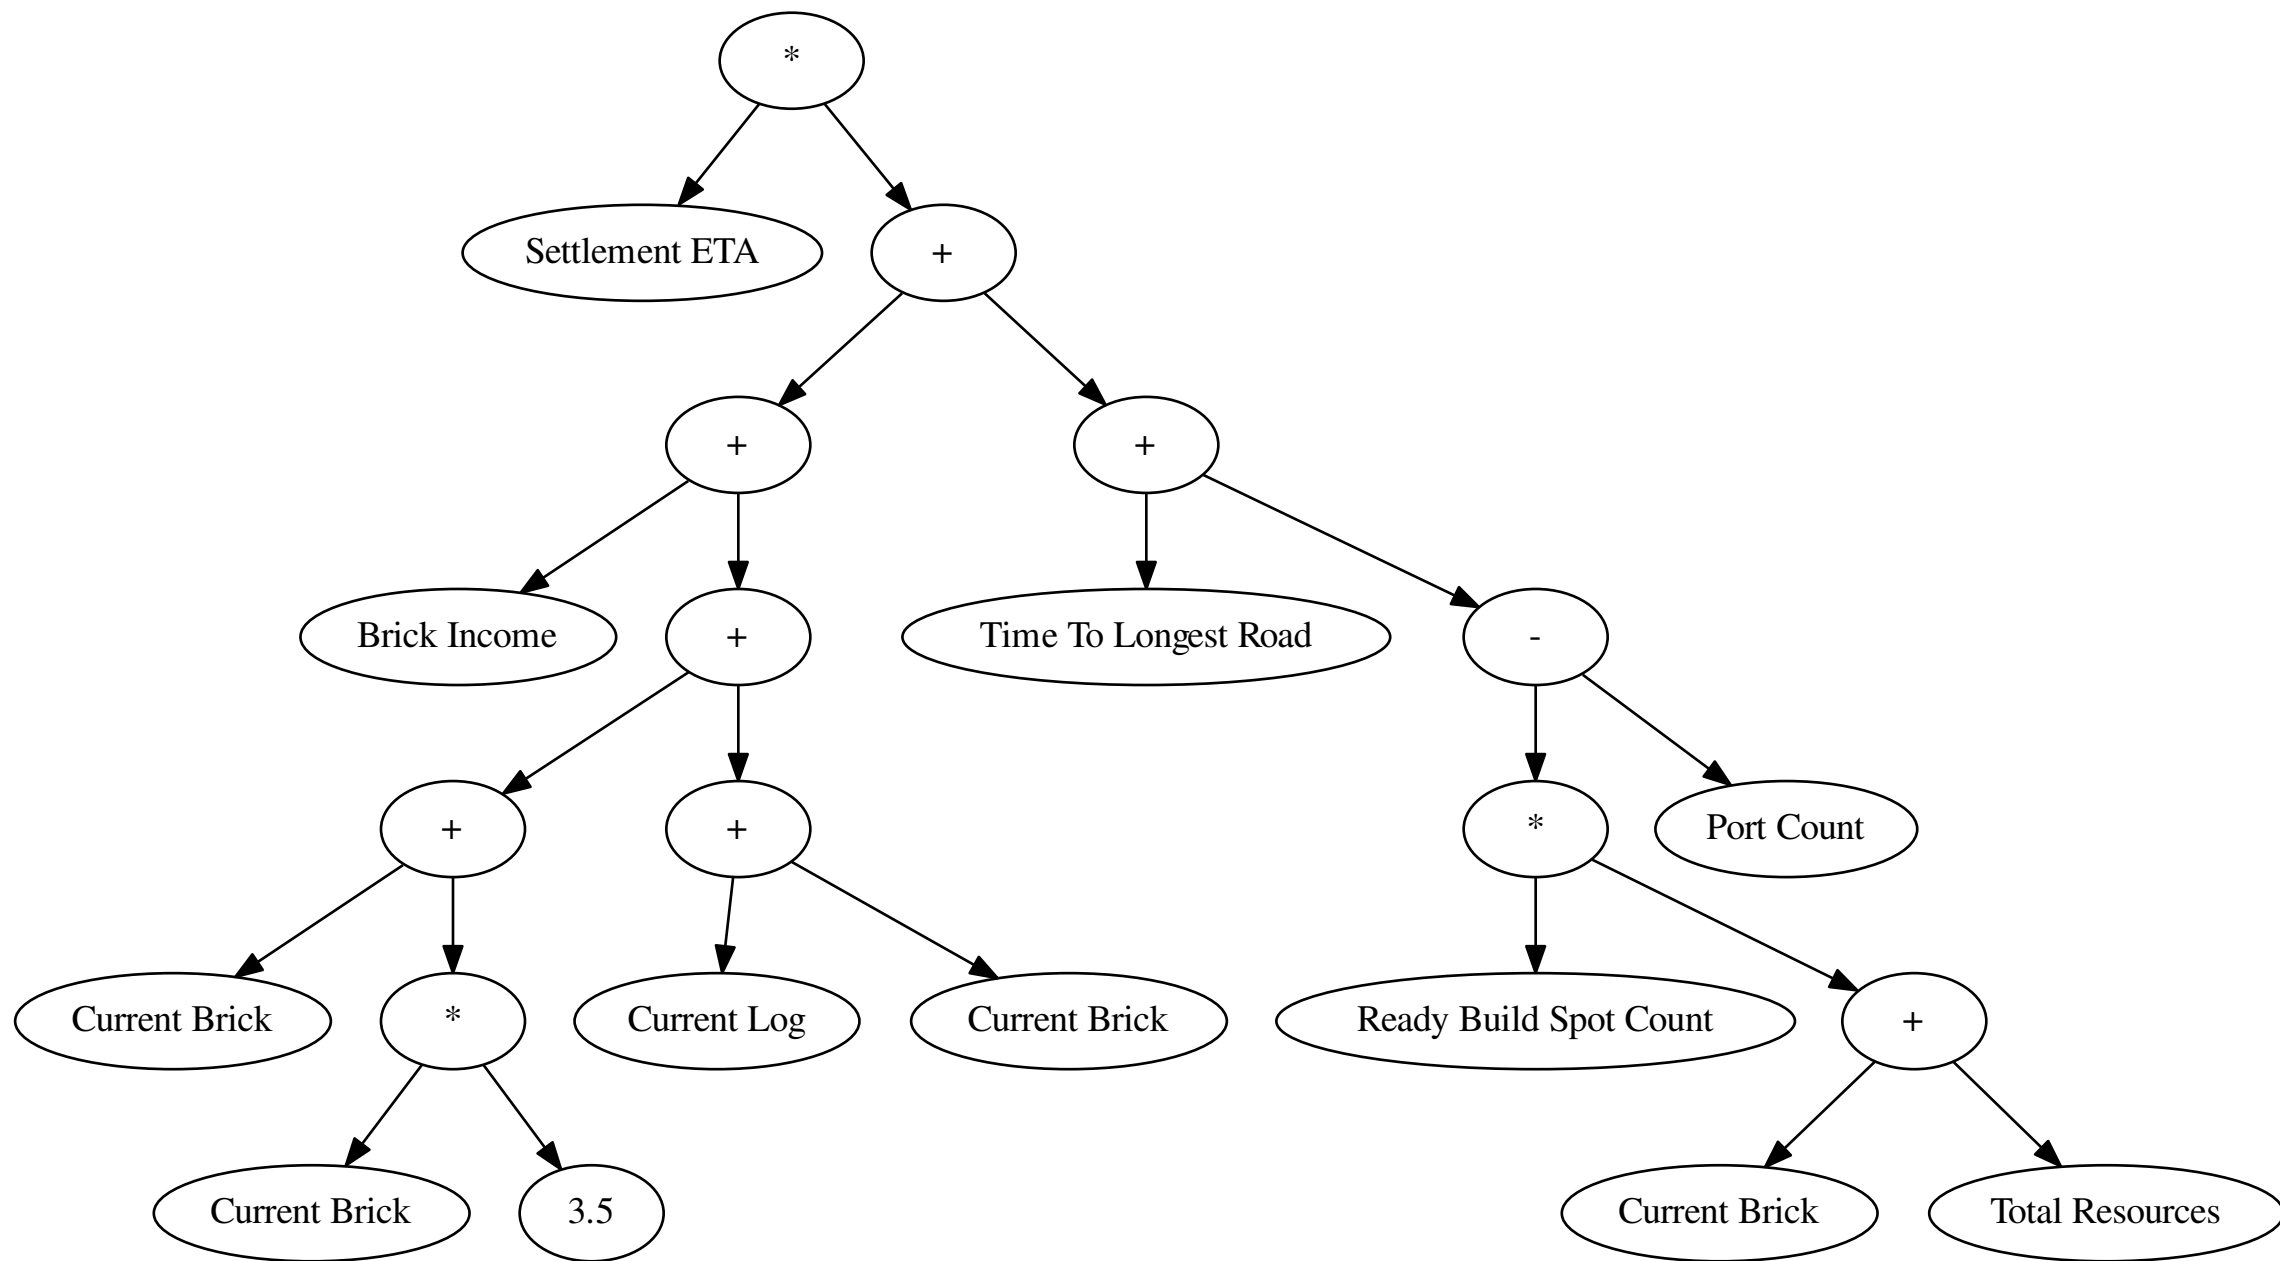 *
Settlement ETA
+
+
+
Brick Income
+
Time To Longest Road
-
+
+
*
Port Count
Current Brick
*
Current Log
Current Brick
Ready Build Spot Count
+
Current Brick
3.5
Current Brick
Total Resources